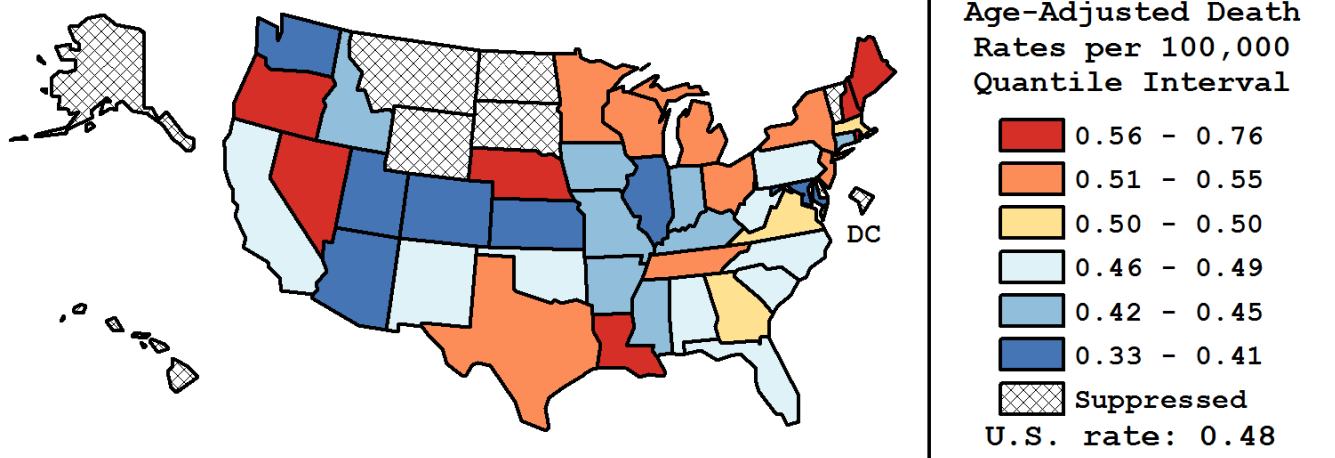 Age-Adjusted Death
Rates per 100,000
Quantile Interval
0.56 - 0.76
0.51 - 0.55
0.50 - 0.50
0.46 - 0.49
0.42 - 0.45
0.33 - 0.41
Suppressed
U.S. rate: 0.48
DC